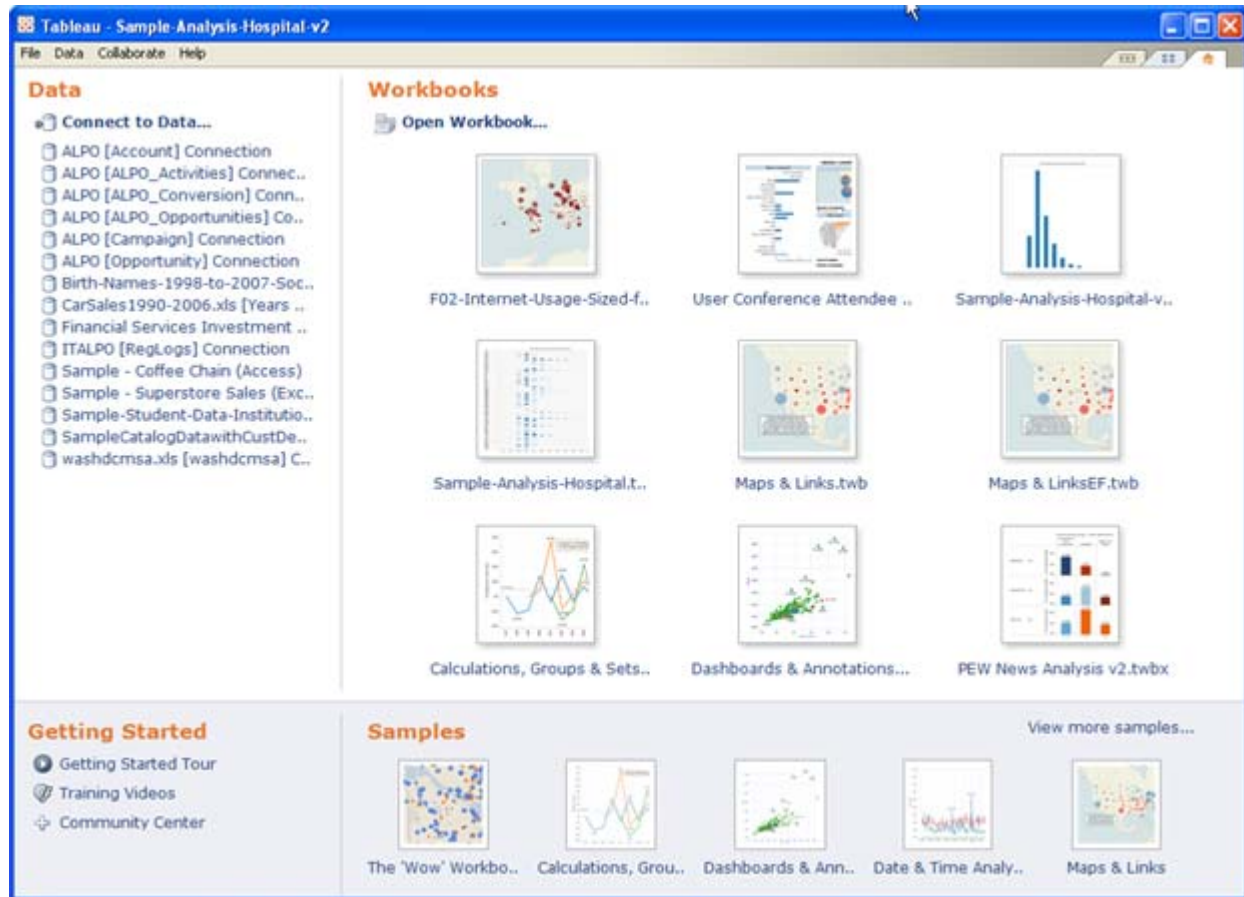 Tableau - Sample-Analysis-Hospital-v2
File Data Collaborate Help
Data
Connect to Data...
ALPO [Account] Connection
ALPO [ALPO_Activities] Connec..
ALPO [ALPO_Conversion] Conn..
ALPO [ALPO_Opportunities] Co..
ALPO [Campaign] Connection
ALPO [Opportunity] Connection
Birth-Names-1998-to-2007-Soc..
CarSales1990-2006.xls [Years ..
Financial Services Investment ..
ITALPO [RegLogs] Connection
Sample - Coffee Chain (Access)
Sample - Superstore Sales (Exc..
Sample-Student-Data-Institutio..
SampleCatalogDatawithCustDe..
washdcmsa.xls [washdcmsa] C..
Workbooks
Open Workbook...
F02-Internet-Usage-Sized-f..
User Conference Attendee ..
Sample-Analysis-Hospital-v..
Sample-Analysis-Hospital.t..
Maps & Links.twb
Maps & LinksEF.twb
Calculations, Groups & Sets..
Dashboards & Annotations...
PEW News Analysis v2.twbx
Getting Started
Getting Started Tour
Training Videos
Community Center
Samples
View more samples...
The 'Wow' Workbo..
Calculations, Grou..
Dashboards & Ann..
Date & Time Analy..
Maps & Links